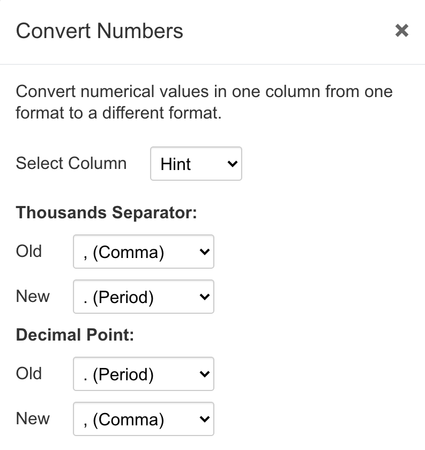 Convert Numbers ×
Convert numerical values in one column from one
format to a different format.
Select Column Hint
Thousands Separator:
Old , (Comma)
New . (Period)
Decimal Point:
Old . (Period)
New , (Comma)